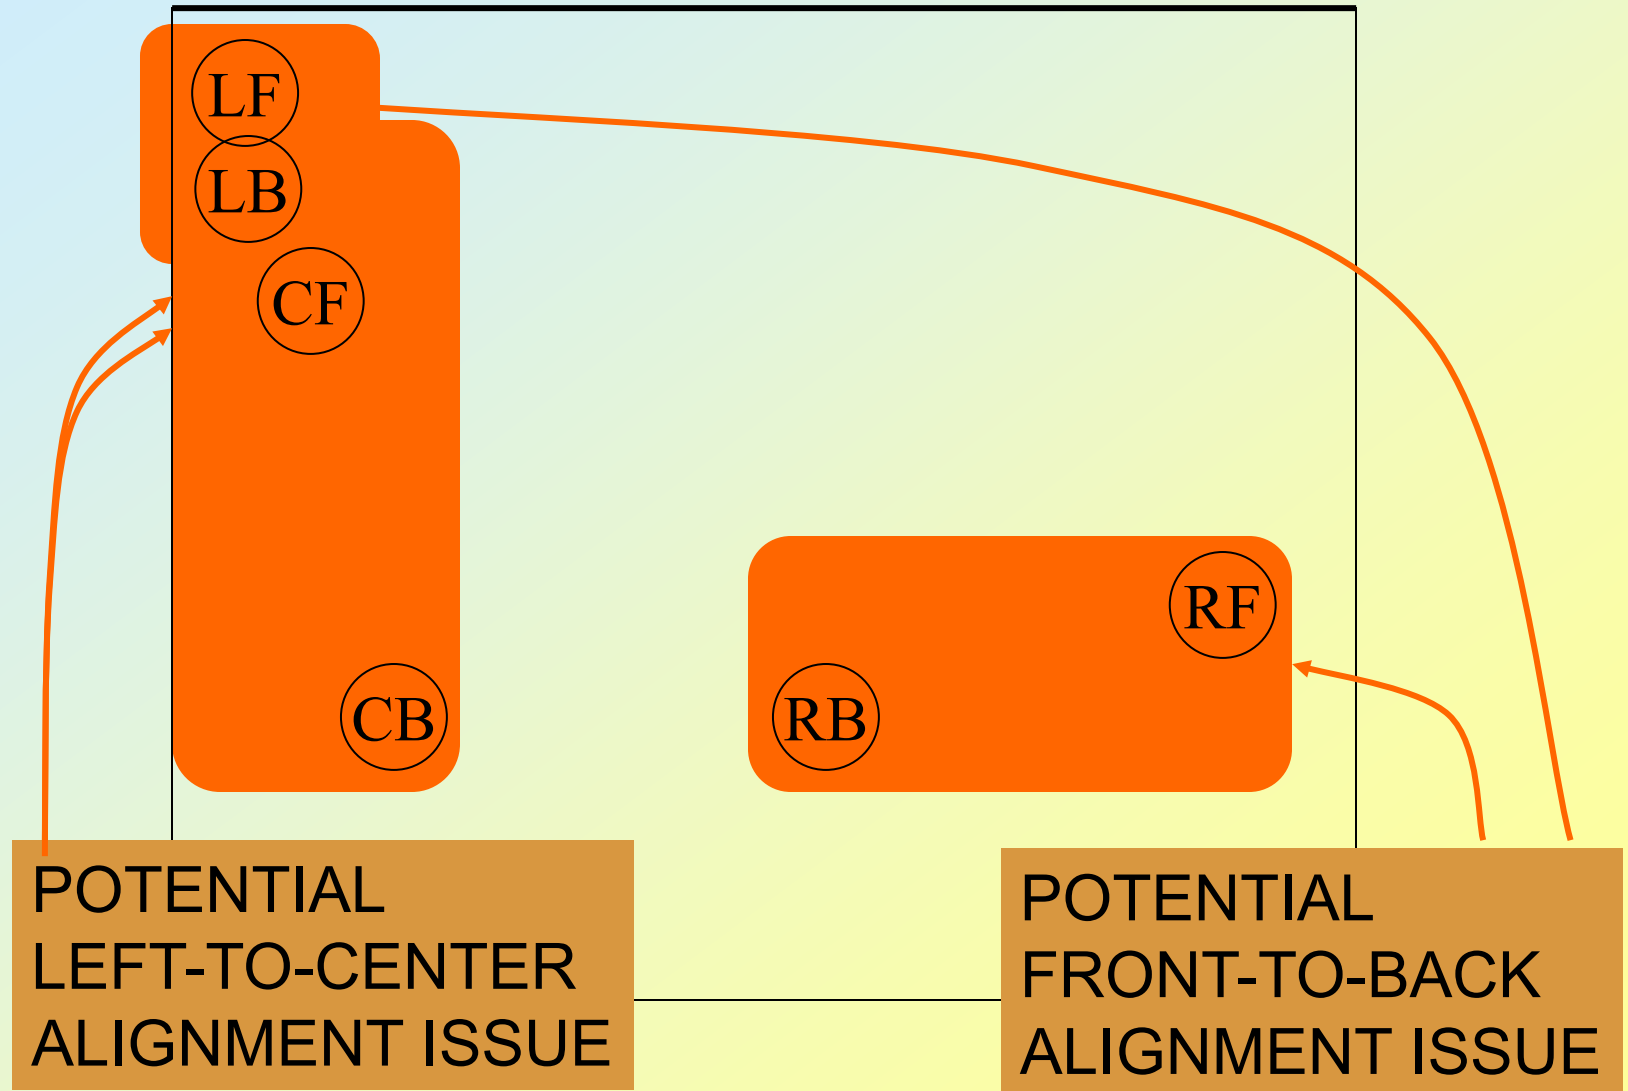 LF
LB
CF
RF
CB
RB
POTENTIAL
LEFT-TO-CENTER
ALIGNMENT ISSUE
POTENTIAL
FRONT-TO-BACK
ALIGNMENT ISSUE